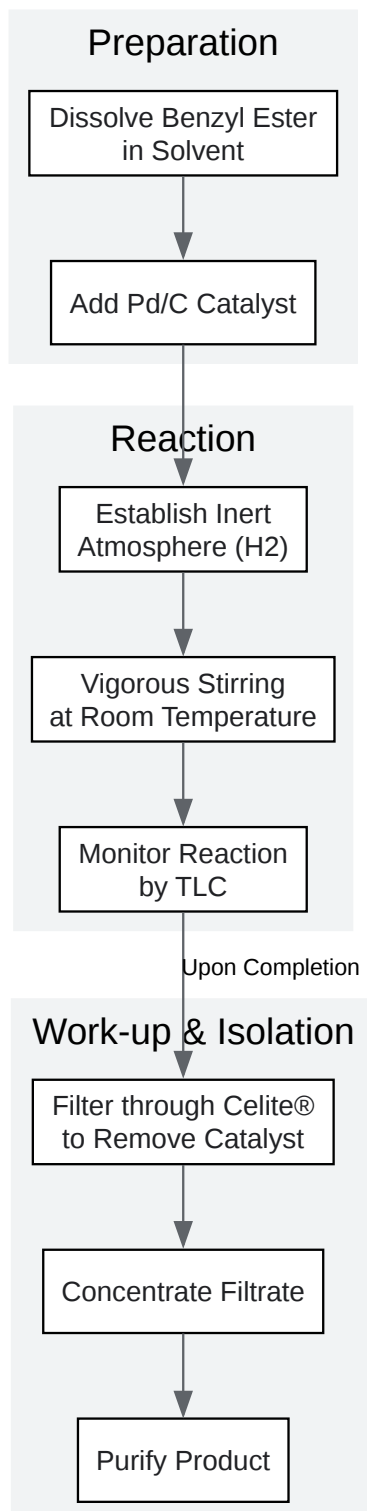 Preparation
Dissolve Benzyl Ester
in Solvent
Add Pd/C Catalyst
Reaction
Establish Inert
Atmosphere (H2)
Vigorous Stirring
at Room Temperature
Monitor Reaction
by TLC
Upon Completion
Work-up & Isolation
Filter through Celite®
to Remove Catalyst
Concentrate Filtrate
Purify Product